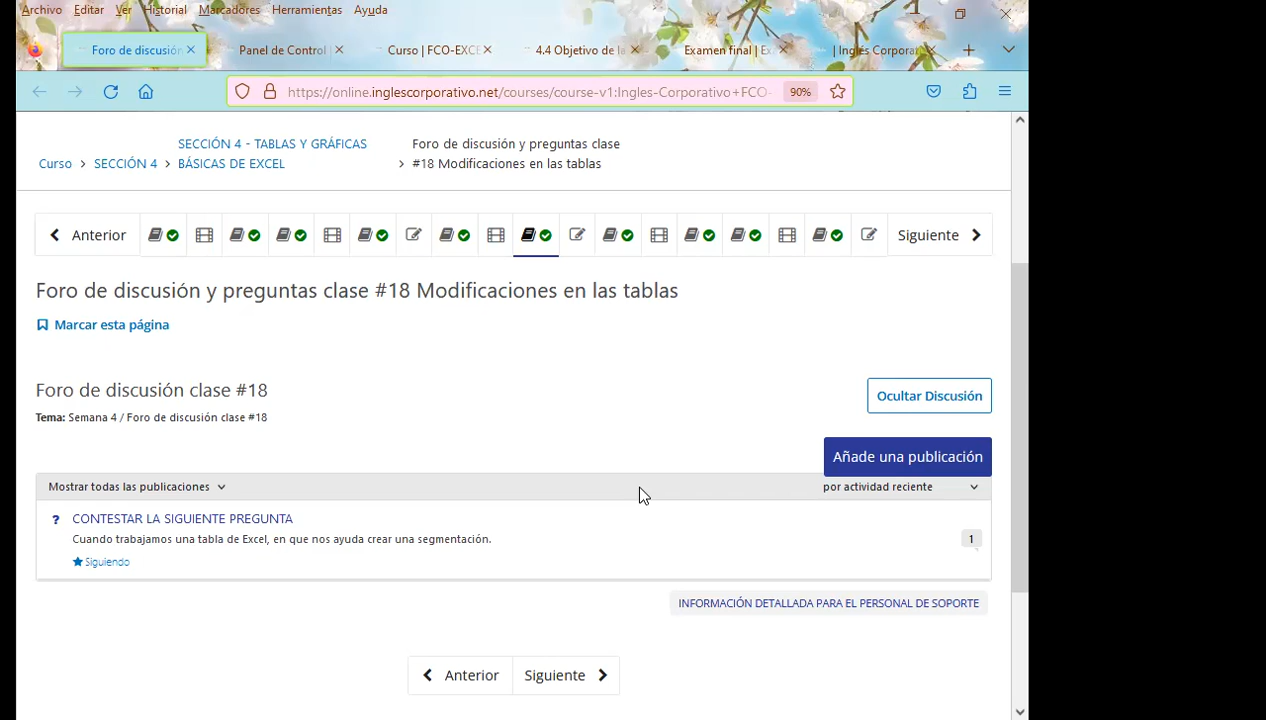 Archivo Editar Ver Historial Marcadores Herramientas Ayuda
Foro de discusión Panel de Control Curso | FCO-EXCE 4.4 Objetivo de la Examen final | Ex | Inglés Corporat
https://online.inglescorporativo.net/courses/course-v1:Ingles-Corporativo+FCO- 90%
SECCIÓN 4 - TABLAS Y GRÁFICAS Foro de discusión y preguntas clase
Curso > SECCIÓN 4 > BÁSICAS DE EXCEL > #18 Modificaciones en las tablas
Anterior Siguiente
Foro de discusión y preguntas clase #18 Modificaciones en las tablas
Marcar esta página
Foro de discusión clase #18
Ocultar Discusión
Tema: Semana 4 / Foro de discusión clase #18
Añade una publicación
Mostrar todas las publicaciones por actividad reciente
? CONTESTAR LA SIGUIENTE PREGUNTA
Cuando trabajamos una tabla de Excel, en que nos ayuda crear una segmentación. 1
Siguiendo
INFORMACIÓN DETALLADA PARA EL PERSONAL DE SOPORTE
Anterior Siguiente